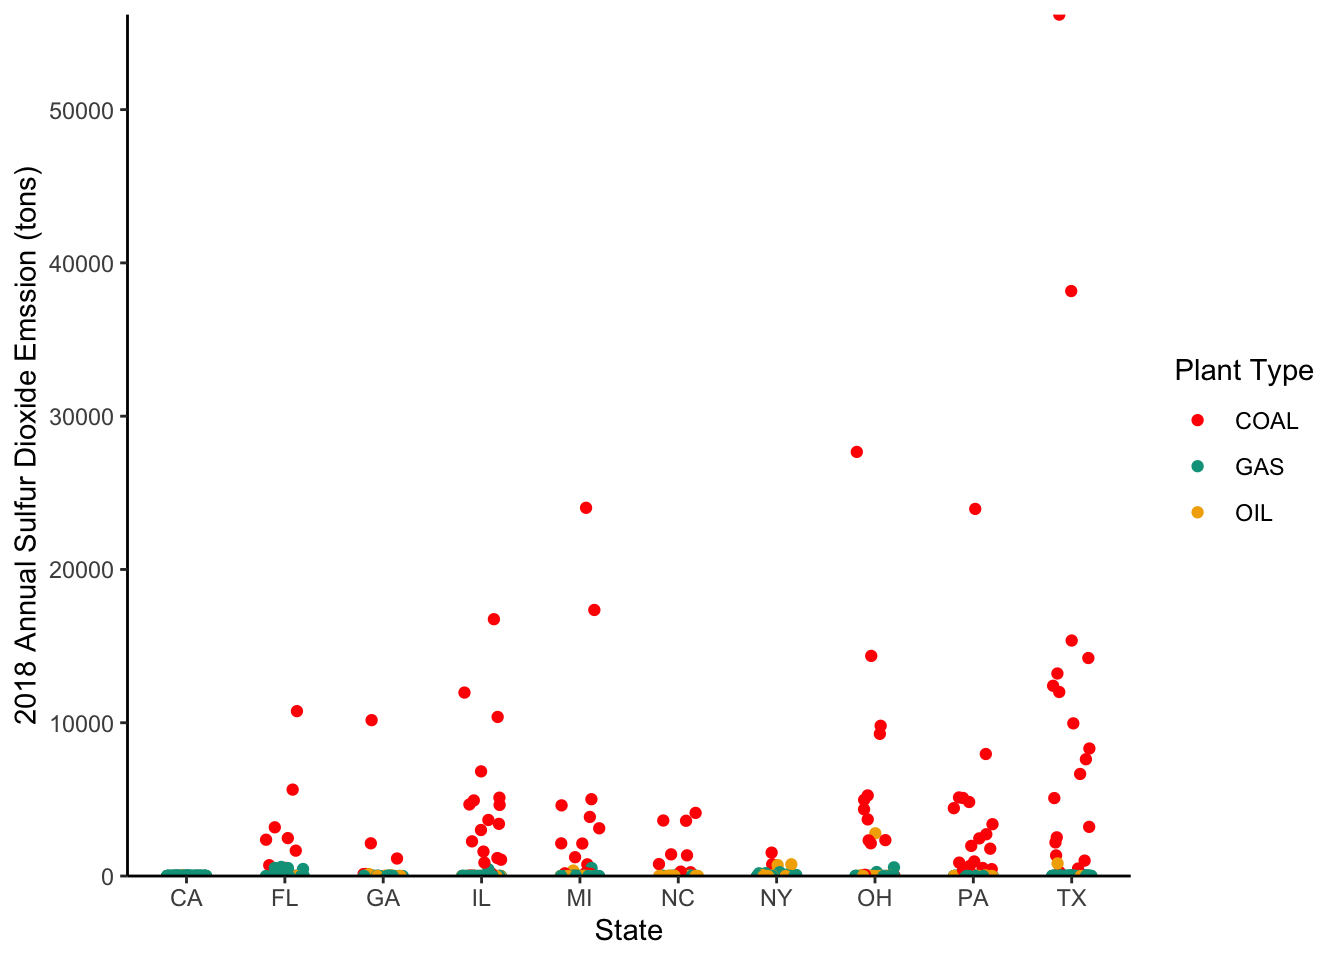 2018 Annual Sulfur Dioxide Emssion (tons)
50000
40000
30000
20000
10000
0
CA FL GA IL MI NC NY OH PA TX
State
Plant Type
COAL
GAS
OIL